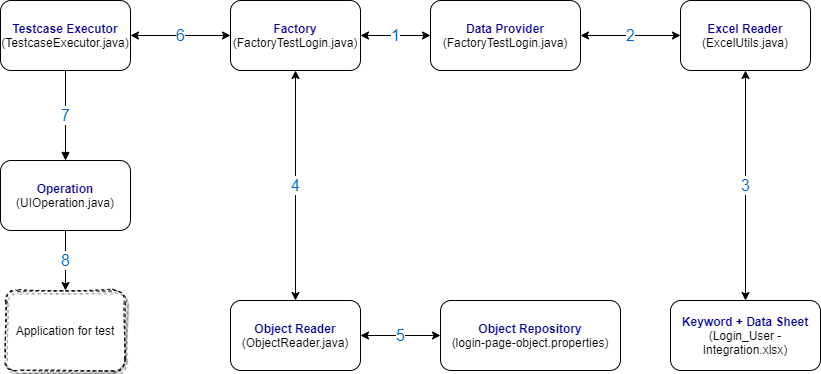 Testcase Executor
(TestcaseExecutor.java)
6
Factory
(FactoryTestLogin.java)
1
Data Provider
(FactoryTestLogin.java)
2
Excel Reader
(ExcelUtils.java)
7
4
3
Operation
(UIOperation.java)
8
Application for test
Object Reader
(ObjectReader.java)
5
Object Repository
(login-page-object.properties)
Keyword + Data Sheet
(Login_User -
Integration.xlsx)